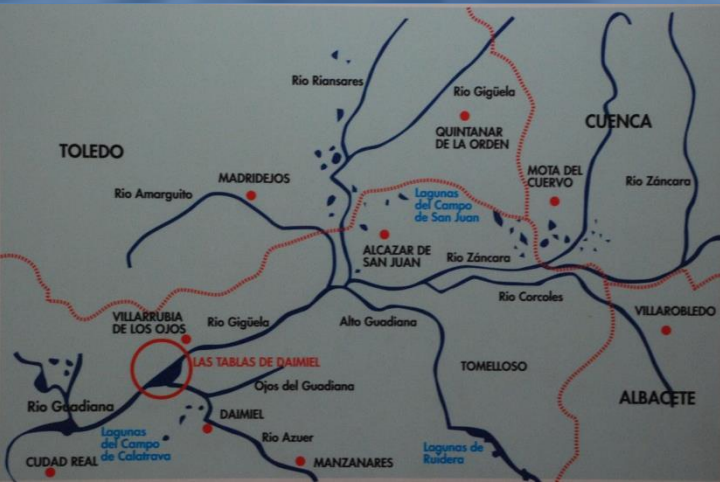 Rio Riansares
Rio Gigüela
QUINTANAR
DE LA ORDEN
CUENCA
TOLEDO
MADRIDEJOS
Rio Amarguito
MOTA DEL
CUERVO
Rio Záncara
Lagunas
del Campo
de San Juan
ALCAZAR DE
SAN JUAN
Rio Záncara
Rio Corcoles
VILLARRUBIA
DE LOS OJOS
Rio Gigüela
Alto Guadiana
VILLAROBLEDO
LAS TABLAS DE DAIMIEL
TOMELLOSO
Ojos del Guadiana
ALBACETE
Rio Guadiana
DAIMIEL
Lagunas
del Campo
de Calatrava
Rio Azuer
Lagunas de
Ruidera
CUDAD REAL
MANZANARES